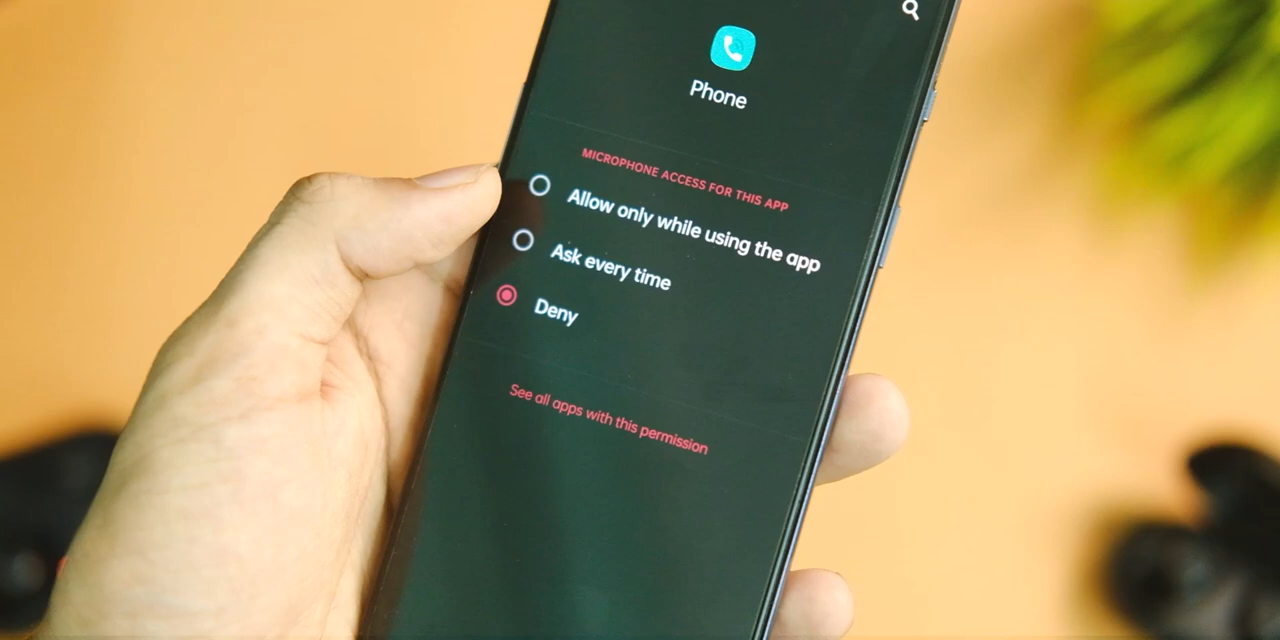 Phone
MICROPHONE ACCESS FOR THIS APP
Allow only while using the app
Ask every time
Deny
See all apps with this permission